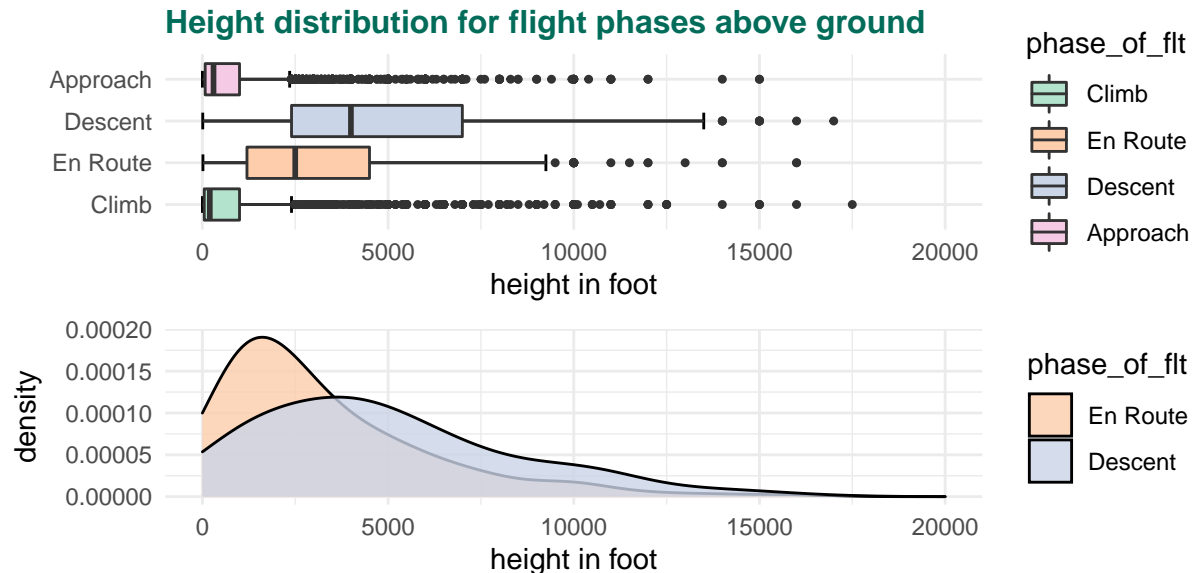 Height distribution for flight phases above ground
Approach
Descent
En Route
Climb
0 5000 10000 15000 20000
height in foot
phase_of_flt
Climb
En Route
Descent
Approach
0.00020
0.00015
0.00010
0.00005
0.00000
density
0 5000 10000 15000 20000
height in foot
phase_of_flt
En Route
Descent